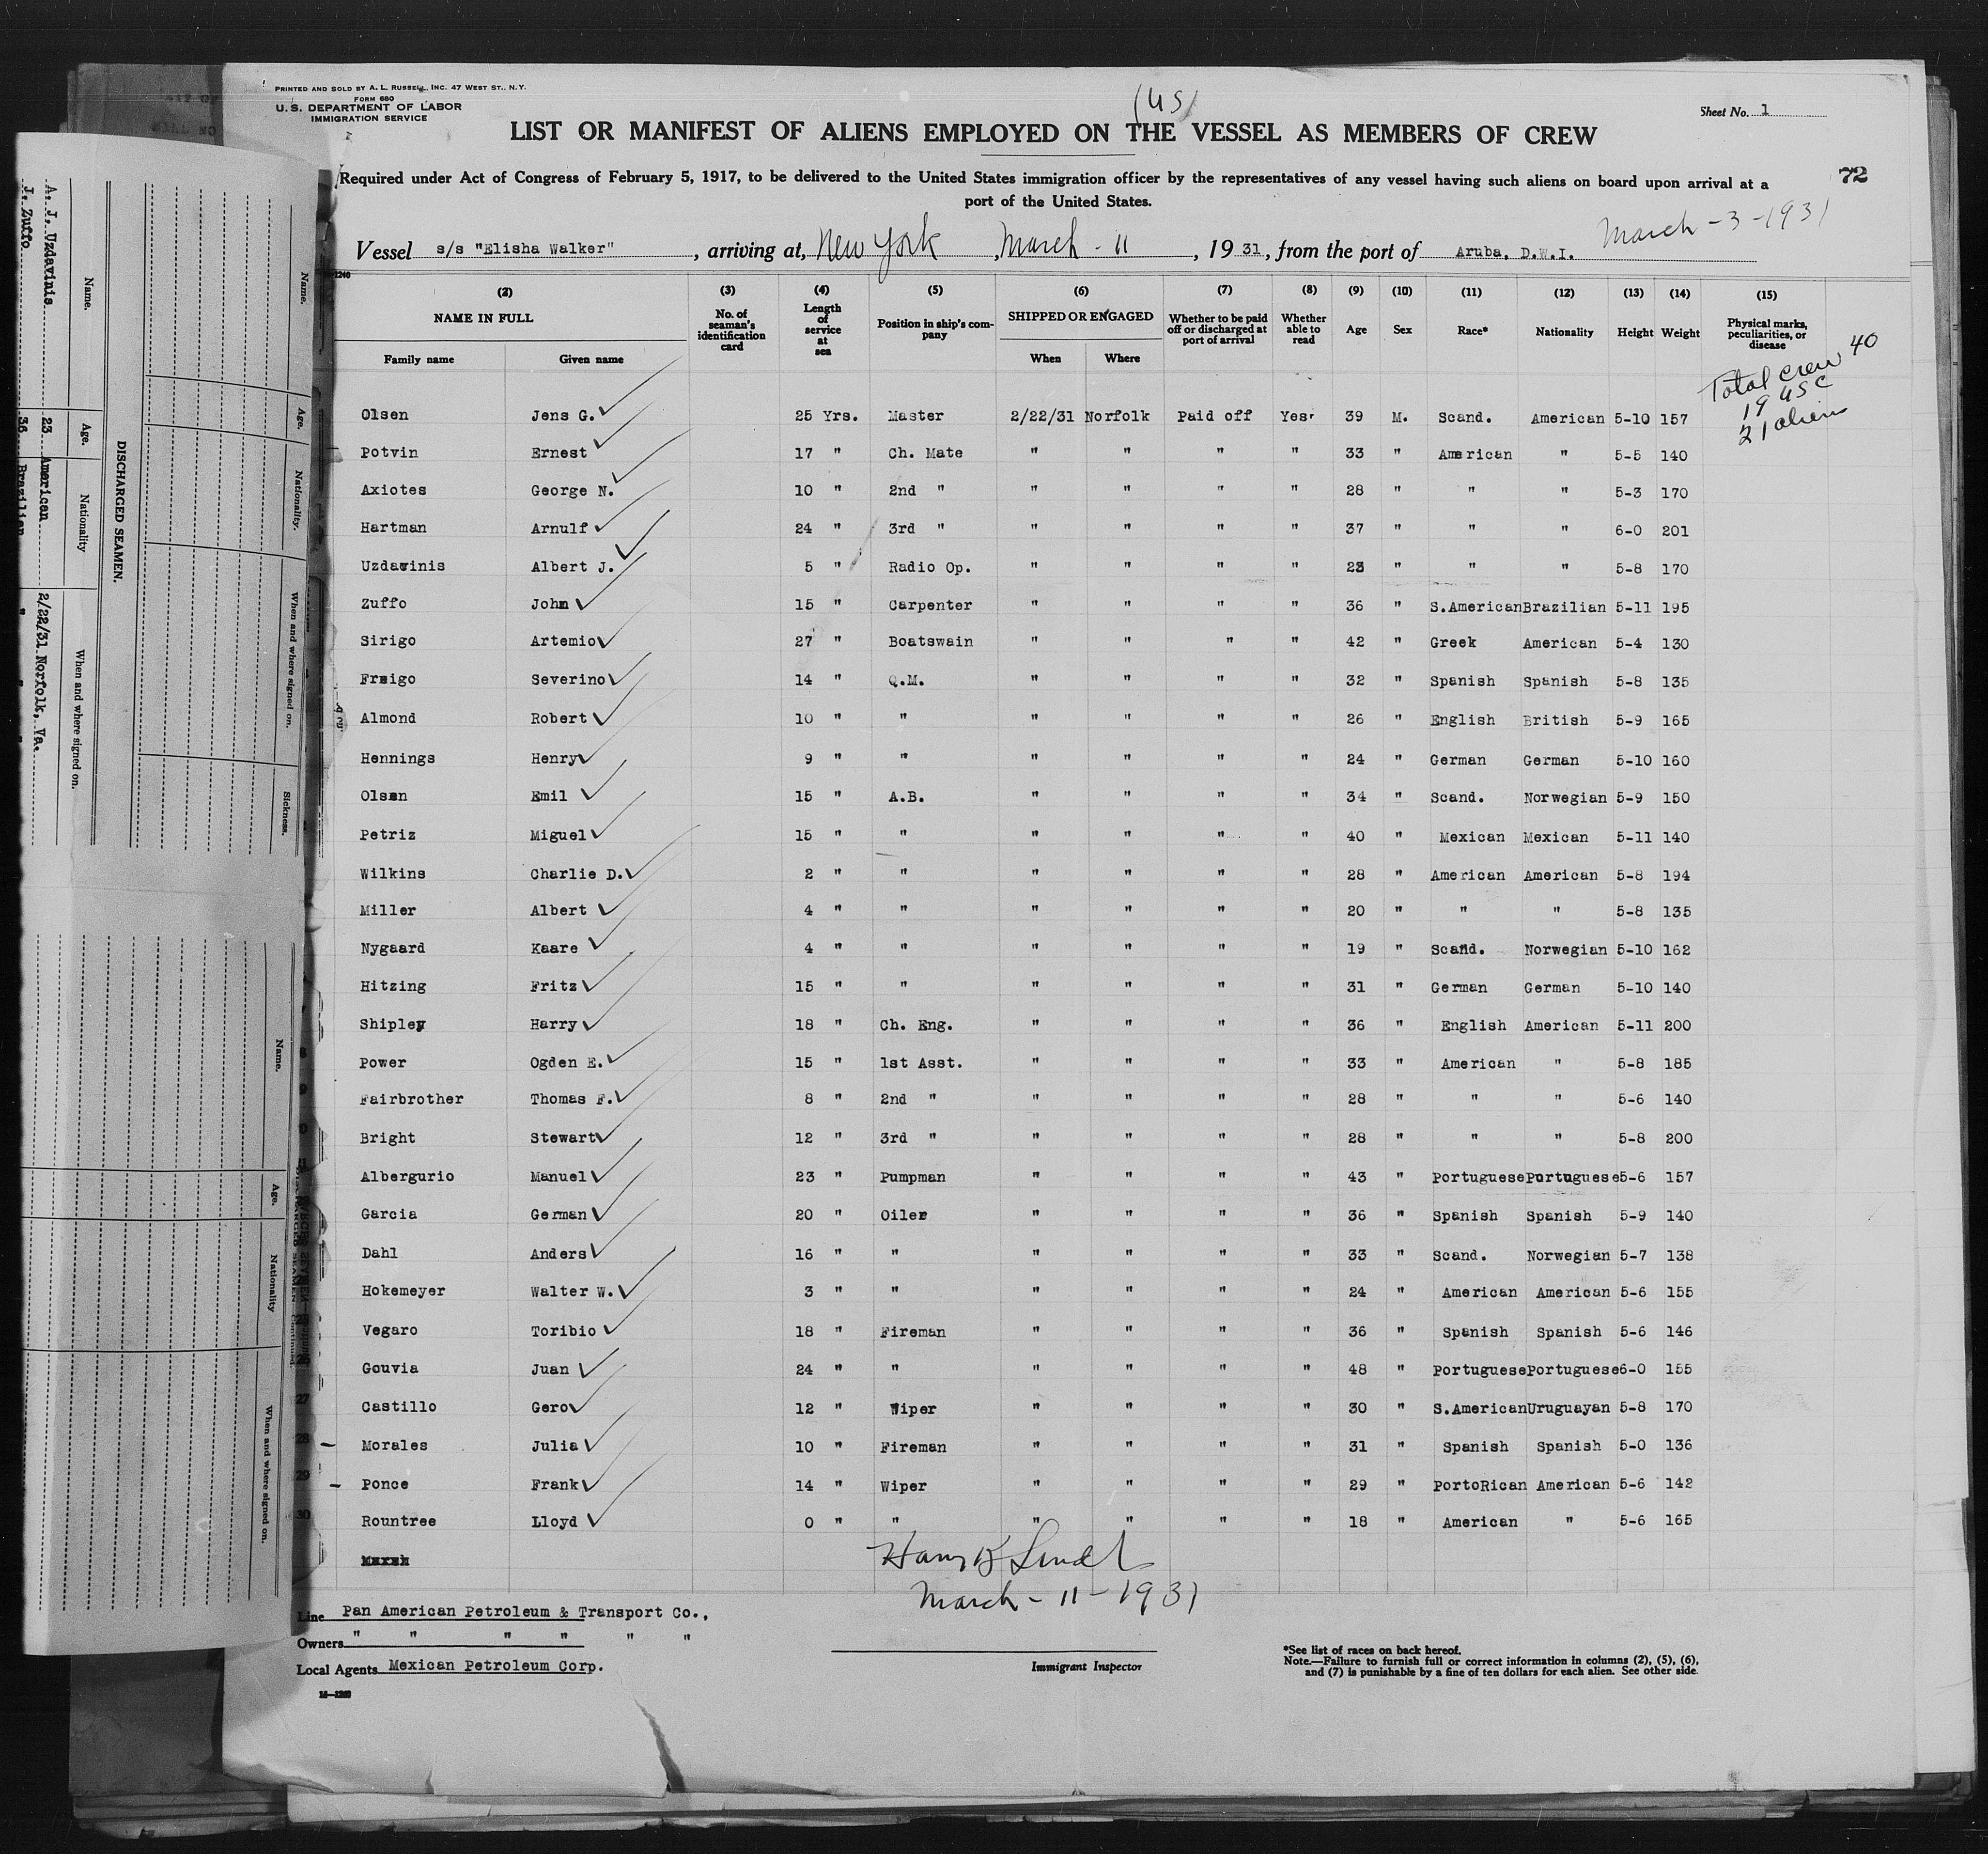 PRINTED AND SOLD BY A. L. RUSSELL, INC. 47 WEST ST., N.Y.
FORM 680
U. S. DEPARTMENT OF LABOR
IMMIGRATION SERVICE
(US)
Sheet No. 1
LIST OR MANIFEST OF ALIENS EMPLOYED ON THE VESSEL AS MEMBERS OF CREW
72
Required under Act of Congress of February 5, 1917, to be delivered to the United States immigration officer by the representatives of any vessel having such aliens on board upon arrival at a
port of the United States.
March - 3 - 1931
Vessel s/s "Elisha Walker", arriving at, New York, March - 11, 1931, from the port of Aruba, D.W.I.
(2) (3) (4) (5) (6) (7) (8) (9) (10) (11) (12) (13) (14) (15)
NAME IN FULL No. of seaman's identification card Length of service at sea Position in ship's company SHIPPED OR ENGAGED Whether to be paid off or discharged at port of arrival Whether able to read Age Sex Race* Nationality Height Weight Physical marks, peculiarities, or disease
Family name Given name When Where
Total crew 40
19 USC
21 aliens
Olsen Jens G. 25 Yrs. Master 2/22/31 Norfolk Paid off Yes 39 M. Scand. American 5-10 157
Potvin Ernest 17 " Ch. Mate " " " " 33 " American " 5-5 140
Axiotes George N. 10 " 2nd " " " " " 28 " " " 5-3 170
Hartman Arnulf 24 " 3rd " " " " " 37 " " " 6-0 201
Uzdavinis Albert J. 5 " Radio Op. " " " " 23 " " " 5-8 170
Zuffo John 15 " Carpenter " " " " 36 " S.American Brazilian 5-11 195
Sirigo Artemio 27 " Boatswain " " " " 42 " Greek American 5-4 130
Freigo Severino 14 " Q.M. " " " " 32 " Spanish Spanish 5-8 135
Almond Robert 10 " " " " " " 26 " English British 5-9 165
Hennings Henry 9 " " " " " " 24 " German German 5-10 160
Olsen Emil 15 " A.B. " " " " 34 " Scand. Norwegian 5-9 150
Petriz Miguel 15 " " " " " " 40 " Mexican Mexican 5-11 140
Wilkins Charlie D. 2 " " " " " " 28 " American American 5-8 194
Miller Albert 4 " " " " " " 20 " " " 5-8 135
Nygaard Kaare 4 " " " " " " 19 " Scand. Norwegian 5-10 162
Hitzing Fritz 15 " " " " " " 31 " German German 5-10 140
Shipley Harry 18 " Ch. Eng. " " " " 36 " English American 5-11 200
Power Ogden E. 15 " 1st Asst. " " " " 33 " American " 5-8 185
Fairbrother Thomas F. 8 " 2nd " " " " " 28 " " " 5-6 140
Bright Stewart 12 " 3rd " " " " " 28 " " " 5-8 200
Albergurio Manuel 23 " Pumpman " " " " 43 " Portuguese Portuguese 5-6 157
Garcia German 20 " Oiler " " " " 36 " Spanish Spanish 5-9 140
Dahl Anders 16 " " " " " " 33 " Scand. Norwegian 5-7 138
Hokemeyer Walter W. 3 " " " " " " 24 " American American 5-6 155
Vegaro Toribio 18 " Fireman " " " " 36 " Spanish Spanish 5-6 146
Gouvia Juan 24 " " " " " " 48 " Portuguese Portuguese 6-0 155
27 Castillo Gero 12 " Wiper " " " " 30 " S.American Uruguayan 5-8 170
28 Morales Julia 10 " Fireman " " " " 31 " Spanish Spanish 5-0 136
29 Ponce Frank 14 " Wiper " " " " 29 " PortoRican American 5-6 142
30 Rountree Lloyd 0 " " " " " " 18 " American " 5-6 165
March - 11 - 1931
Line Pan American Petroleum & Transport Co.,
Owners " " " " " "
Local Agents Mexican Petroleum Corp.
Immigrant Inspector
*See list of races on back hereof.
Note.—Failure to furnish full or correct information in columns (2), (5), (6),
and (7) is punishable by a fine of ten dollars for each alien. See other side.
DISCHARGED SEAMEN.
Name. Age. Nationality When and where signed on.
A. J. Uzdavinis 23 American 2/22/31 Norfolk, Va.
J. Zuffo 36 Brazilian " "
Name. Age. Nationality. When and where signed on. Sickness.
Name. Age. Nationality When and where signed on.